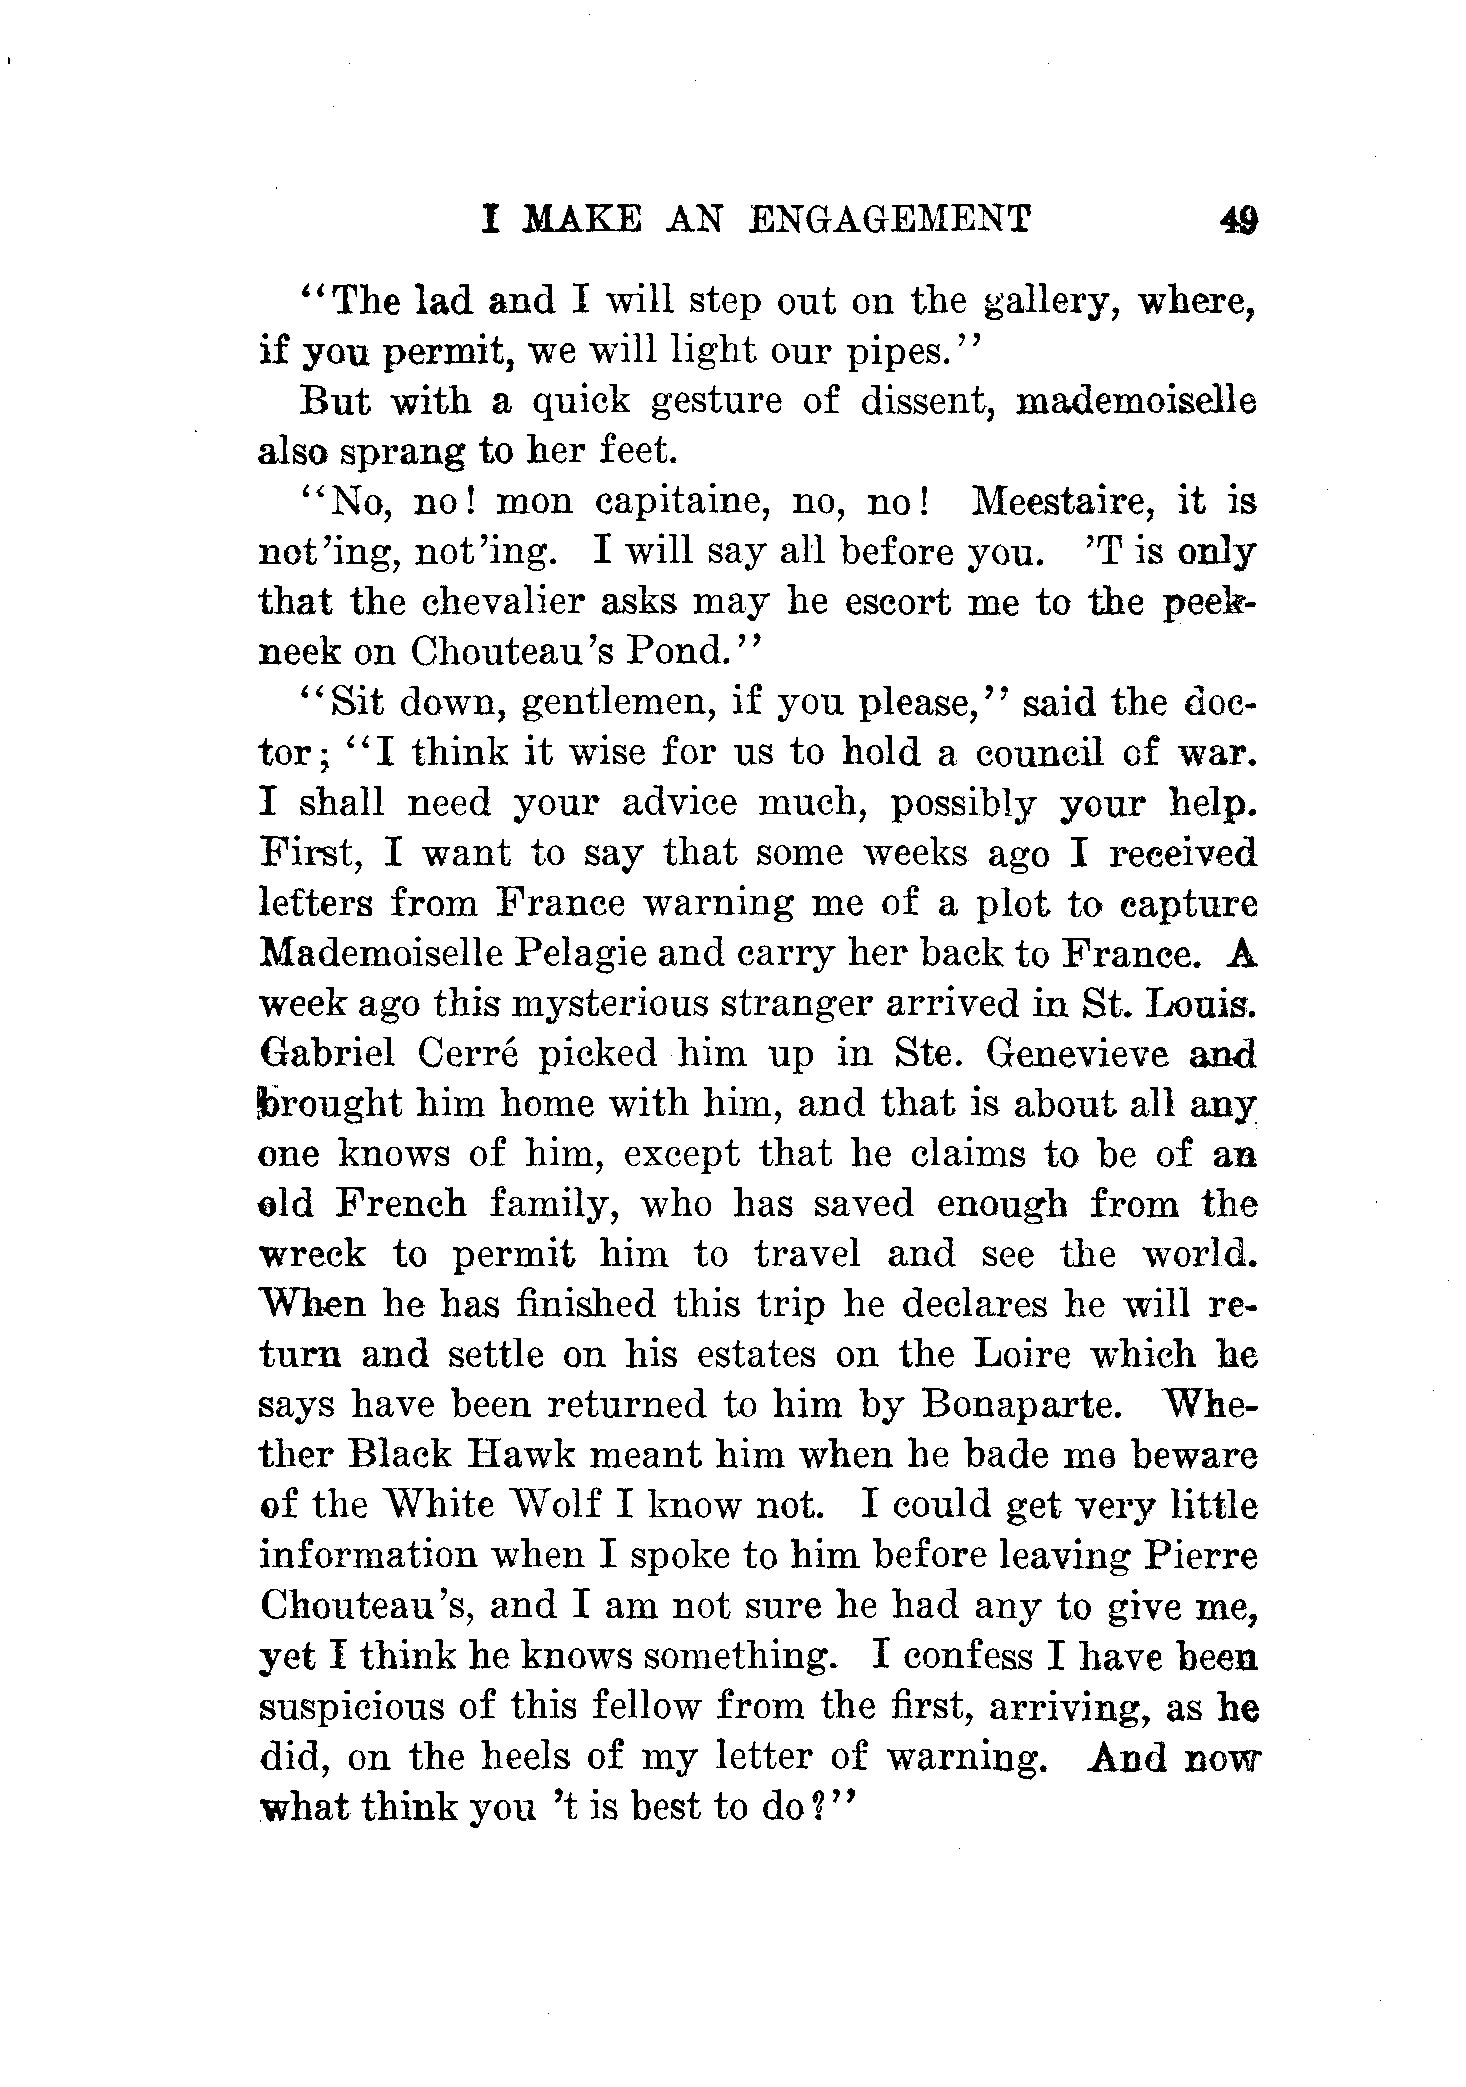 I MAKE AN ENGAGEMENT 49
"The lad and I will step out on the gallery, where,
if you permit, we will light our pipes."
But with a quick gesture of dissent, mademoiselle
also sprang to her feet.
"No, no! mon capitaine, no, no! Meestaire, it is
not'ing, not'ing. I will say all before you. 'T is only
that the chevalier asks may he escort me to the peek-
neek on Chouteau's Pond."
"Sit down, gentlemen, if you please," said the doc-
tor; "I think it wise for us to hold a council of war.
I shall need your advice much, possibly your help.
First, I want to say that some weeks ago I received
letters from France warning me of a plot to capture
Mademoiselle Pelagie and carry her back to France. A
week ago this mysterious stranger arrived in St. Louis.
Gabriel Cerré picked him up in Ste. Genevieve and
brought him home with him, and that is about all any
one knows of him, except that he claims to be of an
old French family, who has saved enough from the
wreck to permit him to travel and see the world.
When he has finished this trip he declares he will re-
turn and settle on his estates on the Loire which he
says have been returned to him by Bonaparte. Whe-
ther Black Hawk meant him when he bade me beware
of the White Wolf I know not. I could get very little
information when I spoke to him before leaving Pierre
Chouteau's, and I am not sure he had any to give me,
yet I think he knows something. I confess I have been
suspicious of this fellow from the first, arriving, as he
did, on the heels of my letter of warning. And now
what think you 't is best to do?"